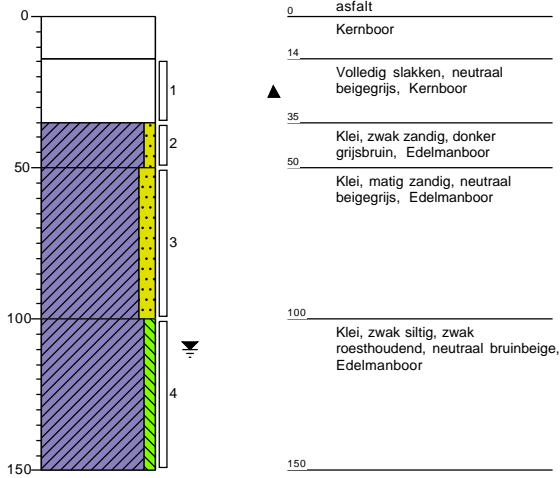 0
50
100
150
1
2
3
4
0
asfalt
Kernboor
14
Volledig slakken, neutraal
beigegrijs, Kernboor
35
Klei, zwak zandig, donker
grijsbruin, Edelmanboor
50
Klei, matig zandig, neutraal
beigegrijs, Edelmanboor
100
Klei, zwak siltig, zwak
roesthoudend, neutraal bruinbeige,
Edelmanboor
150